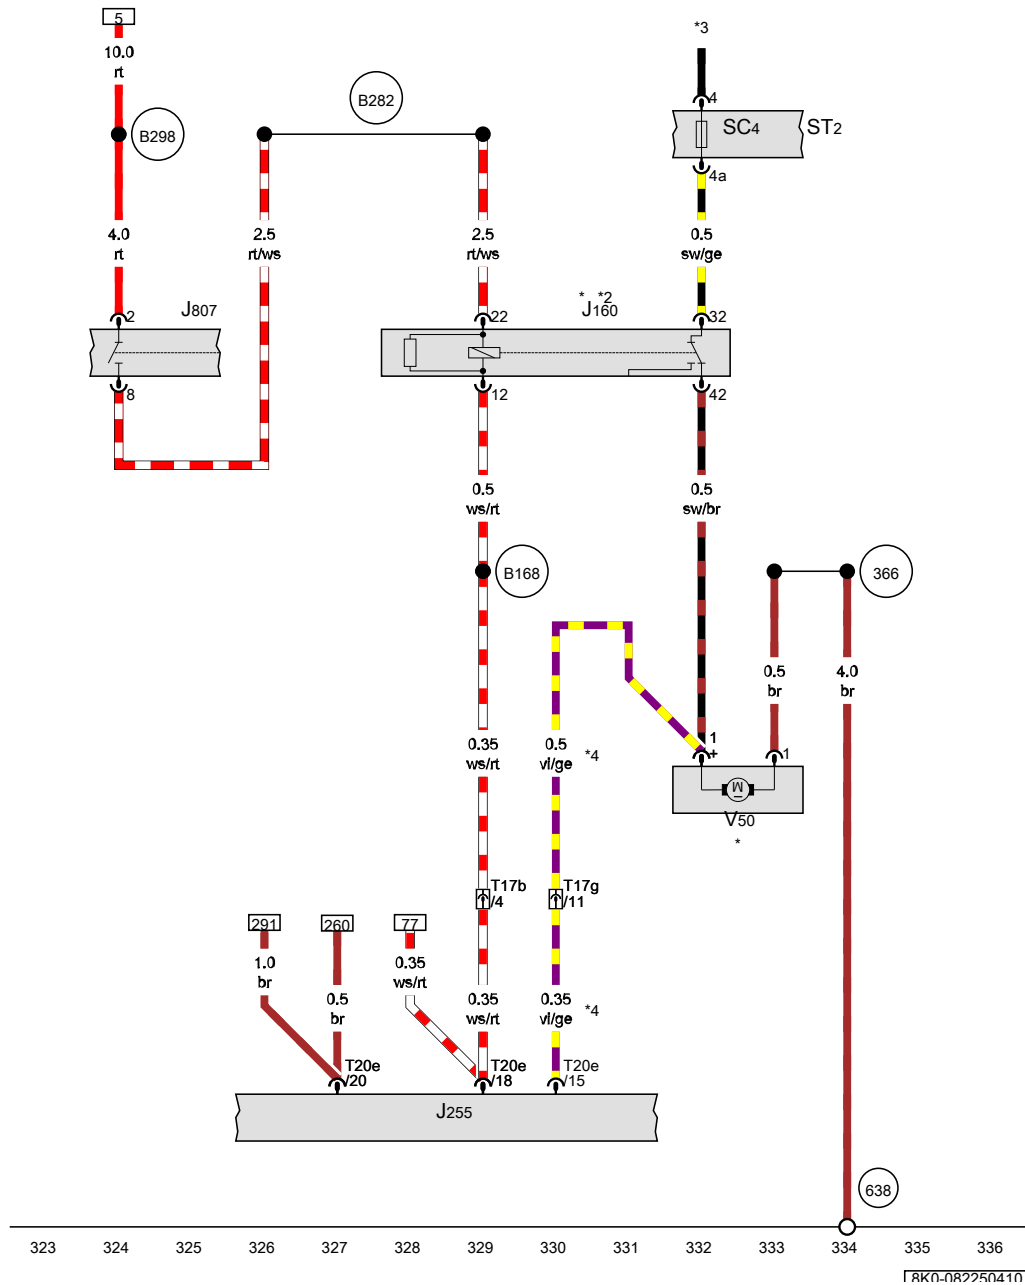 5
*3
10.0
rt
B282
4
SC4
ST2
B298
4a
4.0
rt
2.5
rt/ws
2.5
rt/ws
0.5
sw/ge
J807
* *2
J160
2
22
32
8
12
42
0.5
ws/rt
0.5
sw/br
B168
366
0.5
br
4.0
br
0.35
ws/rt
0.5
vi/ge
*4
1
+
1
M
V50
*
T17b
/4
T17g
/11
291
260
77
1.0
br
0.35
ws/rt
0.5
br
0.35
ws/rt
0.35
vi/ge
*4
T20e
/20
T20e
/18
T20e
/15
J255
638
323 324 325 326 327 328 329 330 331 332 333 334 335 336
8K0-082250410